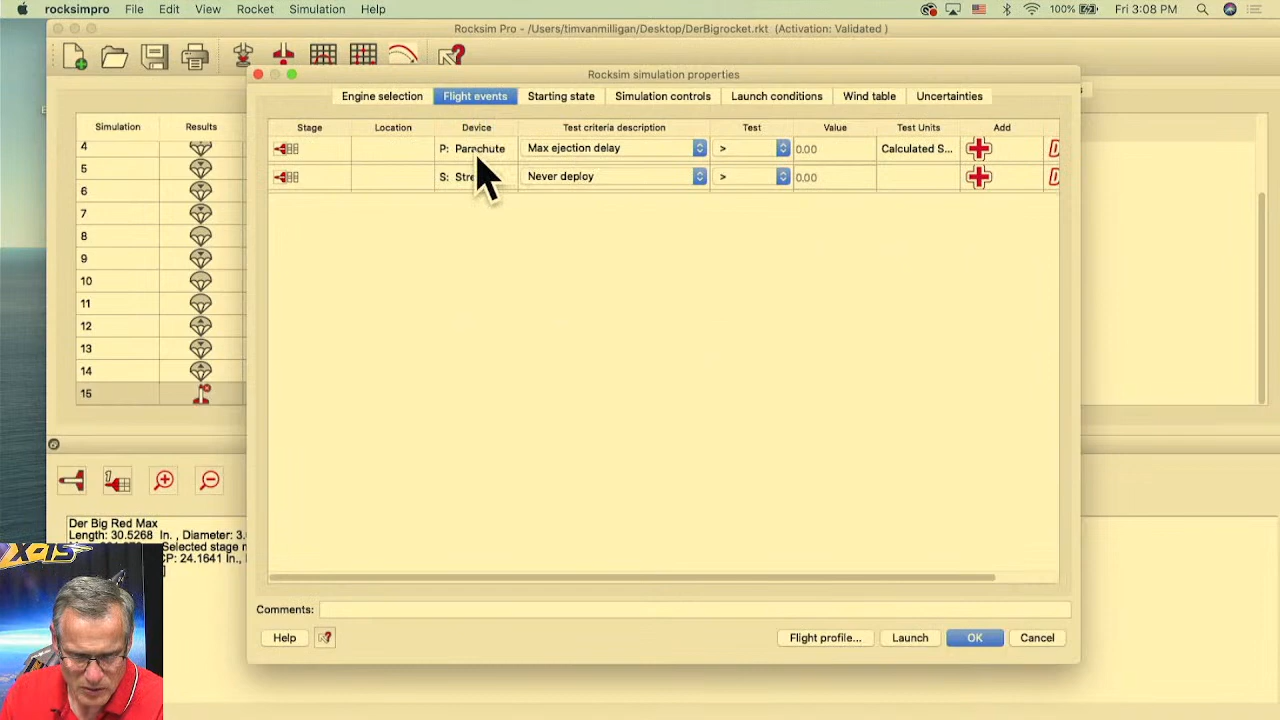 rocksimpro File Edit View Rocket Simulation Help 100% Fri 3:08 PM
Rocksim Pro - /Users/timvanmilligan/Desktop/DerBigrocket.rkt (Activation: Validated )
Rocksim simulation properties
Engine selection Flight events Starting state Simulation controls Launch conditions Wind table Uncertainties
Simulation Results
Stage Location Device Test criteria description Test Value Test Units Add
P: Parachute Max ejection delay > 0.00 Calculated S...
S: Stre Never deploy > 0.00
4
5
6
7
8
9
10
11
12
13
14
15
Comments:
Help Flight profile... Launch OK Cancel
Der Big Red Max
Length: 30.5268 In. , Diameter: 3.
Selected stage m
CP: 24.1641 In.,